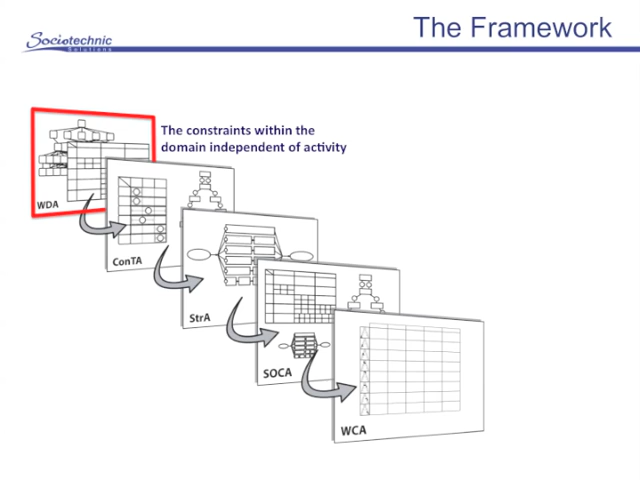 Sociotechnic
Solutions
The Framework
The constraints within the
domain independent of activity
WDA
ConTA
StrA
SOCA
WCA